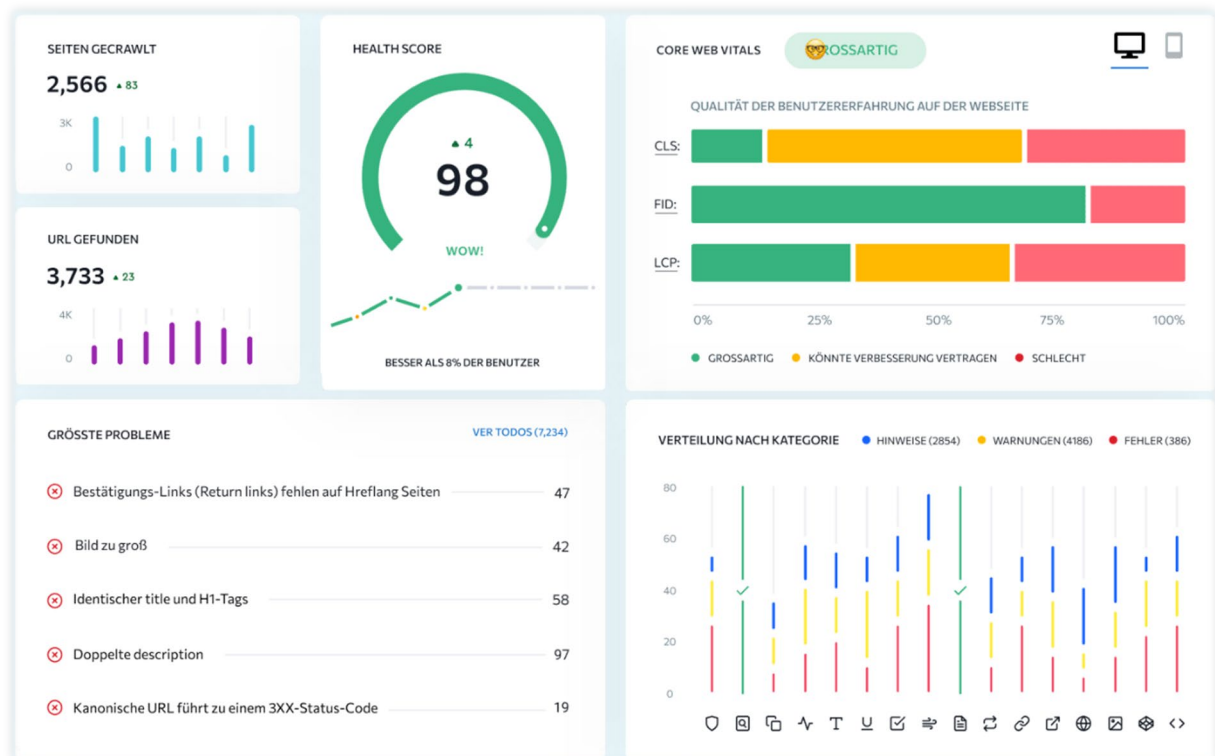 SEITEN GECRAWLT
2,566 ▲ 83
3K
0
URL GEFUNDEN
3,733 ▲ 23
4K
0
HEALTH SCORE
▲ 4
98
WOW!
BESSER ALS 8% DER BENUTZER
CORE WEB VITALS
ROSSARTIG
QUALITÄT DER BENUTZERERFAHRUNG AUF DER WEBSEITE
CLS:
FID:
LCP:
0% 25% 50% 75% 100%
GROSSARTIG KÖNNTE VERBESSERUNG VERTRAGEN SCHLECHT
GRÖSSTE PROBLEME VER TODOS (7,234)
Bestätigungs-Links (Return links) fehlen auf Hreflang Seiten 47
Bild zu groß 42
Identischer title und H1-Tags 58
Doppelte description 97
Kanonische URL führt zu einem 3XX-Status-Code 19
VERTEILUNG NACH KATEGORIE HINWEISE (2854) WARNUNGEN (4186) FEHLER (386)
80
60
40
20
0